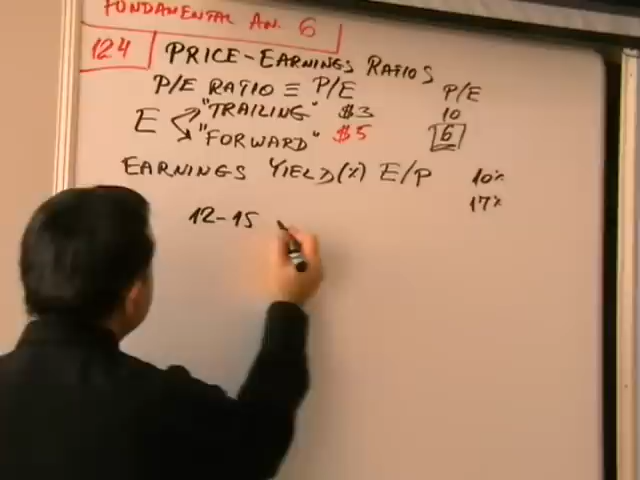 FUNDAMENTAL AN. 6
124 PRICE-EARNINGS RATIOS
P/E RATIO ≡ P/E P/E
E "TRAILING" $3 10
"FORWARD" $5 6
EARNINGS YIELD(%) E/P 10%
17%
12-15